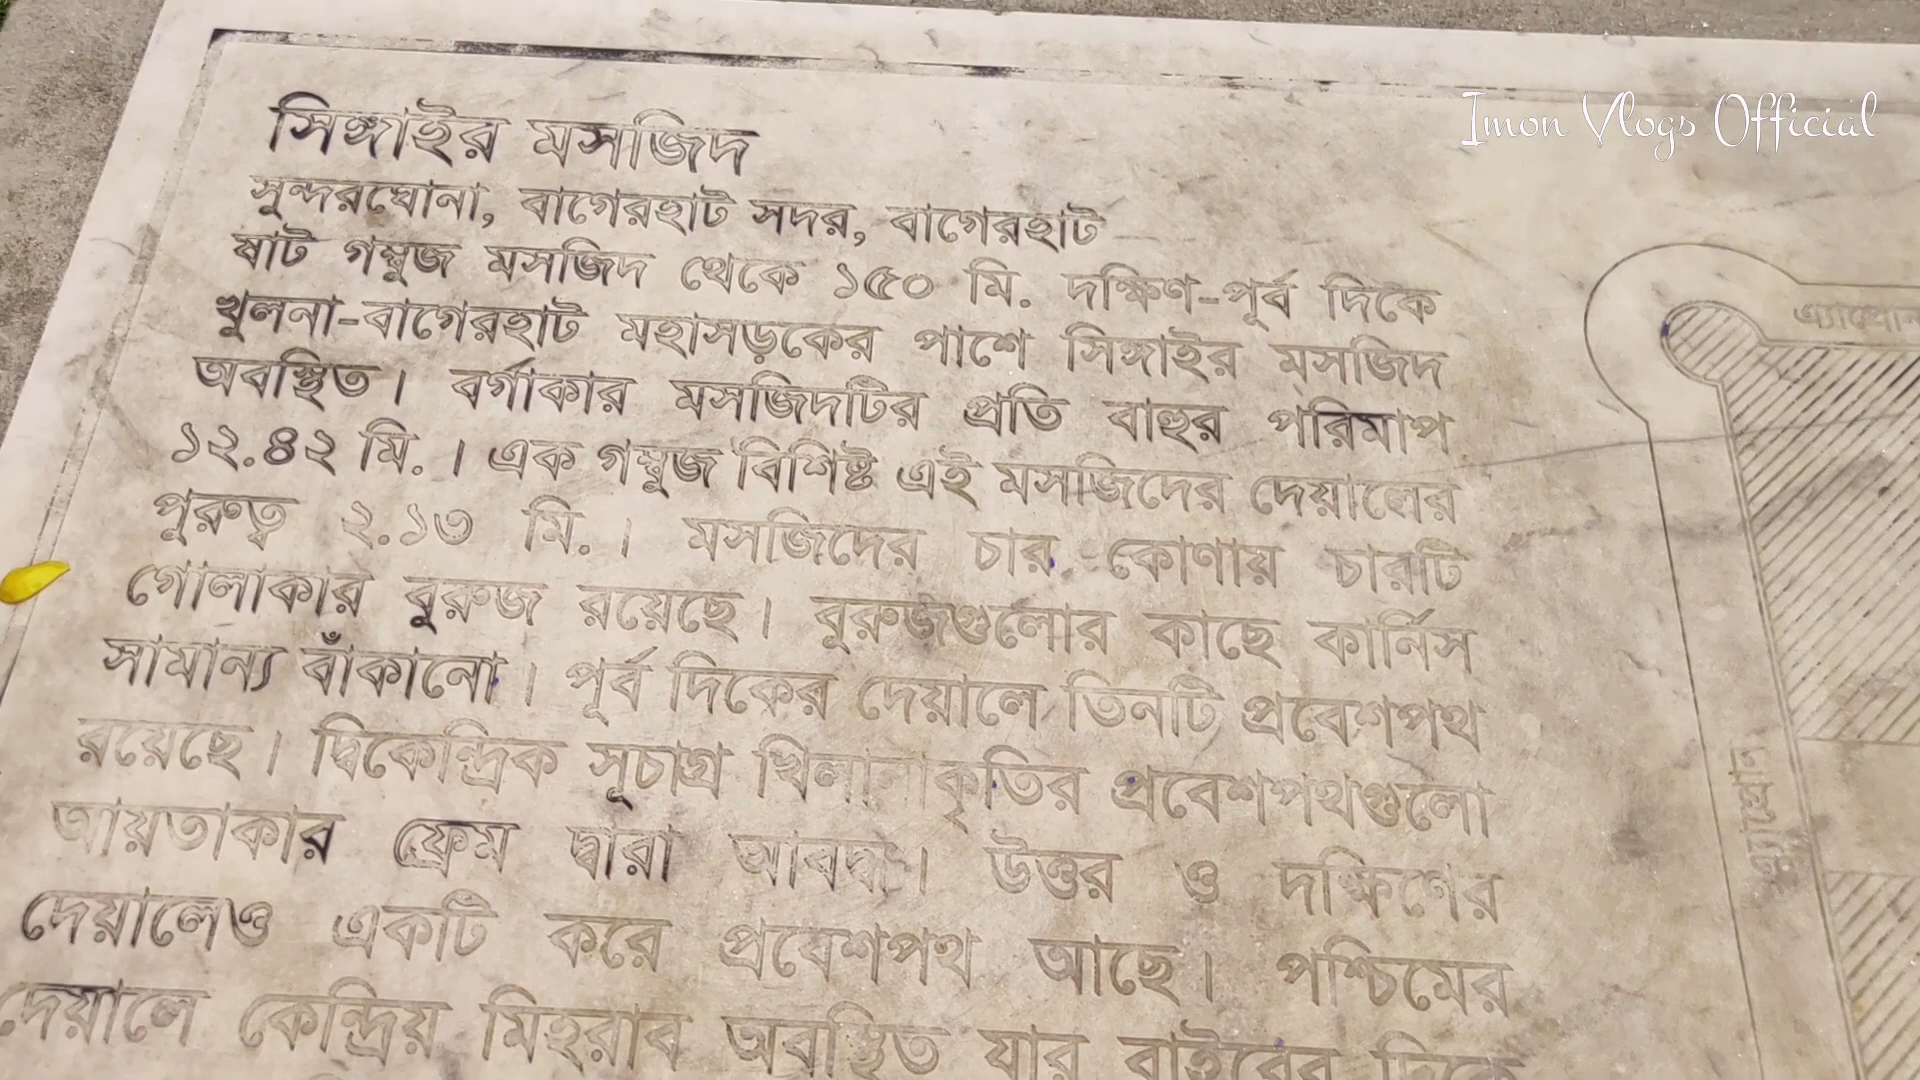 Imon Vlogs Official
সিঙ্গাইর মসজিদ
সুন্দরঘোনা, বাগেরহাট সদর, বাগেরহাট
ষাট গম্বুজ মসজিদ থেকে ১৫০ মি. দক্ষিণ-পূর্ব দিকে
খুলনা-বাগেরহাট মহাসড়কের পাশে সিঙ্গাইর মসজিদ
অবস্থিত। বর্গাকার মসজিদটির প্রতি বাহুর পরিমাপ
১২.৪২ মি. । এক গম্বুজ বিশিষ্ট এই মসজিদের দেয়ালের
পুরুত্ব ২.১৩ মি. । মসজিদের চার কোণায় চারটি
গোলাকার বুরুজ রয়েছে। বুরুজগুলোর কাছে কার্নিস
সামান্য বাঁকানো। পূর্ব দিকের দেয়ালে তিনটি প্রবেশপথ
রয়েছে। দ্বিকেন্দ্রিক সূচাগ্র প্রবেশপথগুলো
আয়তাকার ফ্রেম দ্বারা আবদ্ধ। উত্তর ও দক্ষিণের
দেয়ালেও একটি করে প্রবেশপথ আছে। পশ্চিমের
দেয়ালে কেন্দ্রিয় মিহরাব অবস্থিত যার বাইরের দিকে